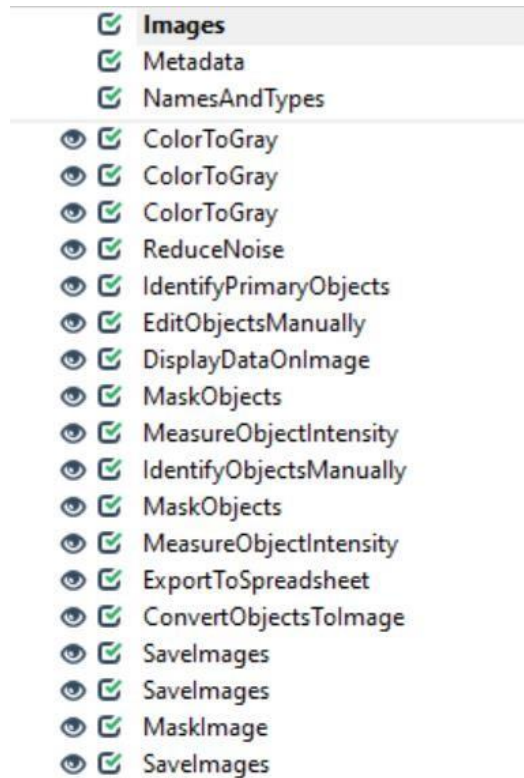 Images
Metadata
NamesAndTypes
ColorToGray
ColorToGray
ColorToGray
ReduceNoise
IdentifyPrimaryObjects
EditObjectsManually
DisplayDataOnImage
MaskObjects
MeasureObjectIntensity
IdentifyObjectsManually
MaskObjects
MeasureObjectIntensity
ExportToSpreadsheet
ConvertObjectsToImage
SaveImages
SaveImages
MaskImage
SaveImages